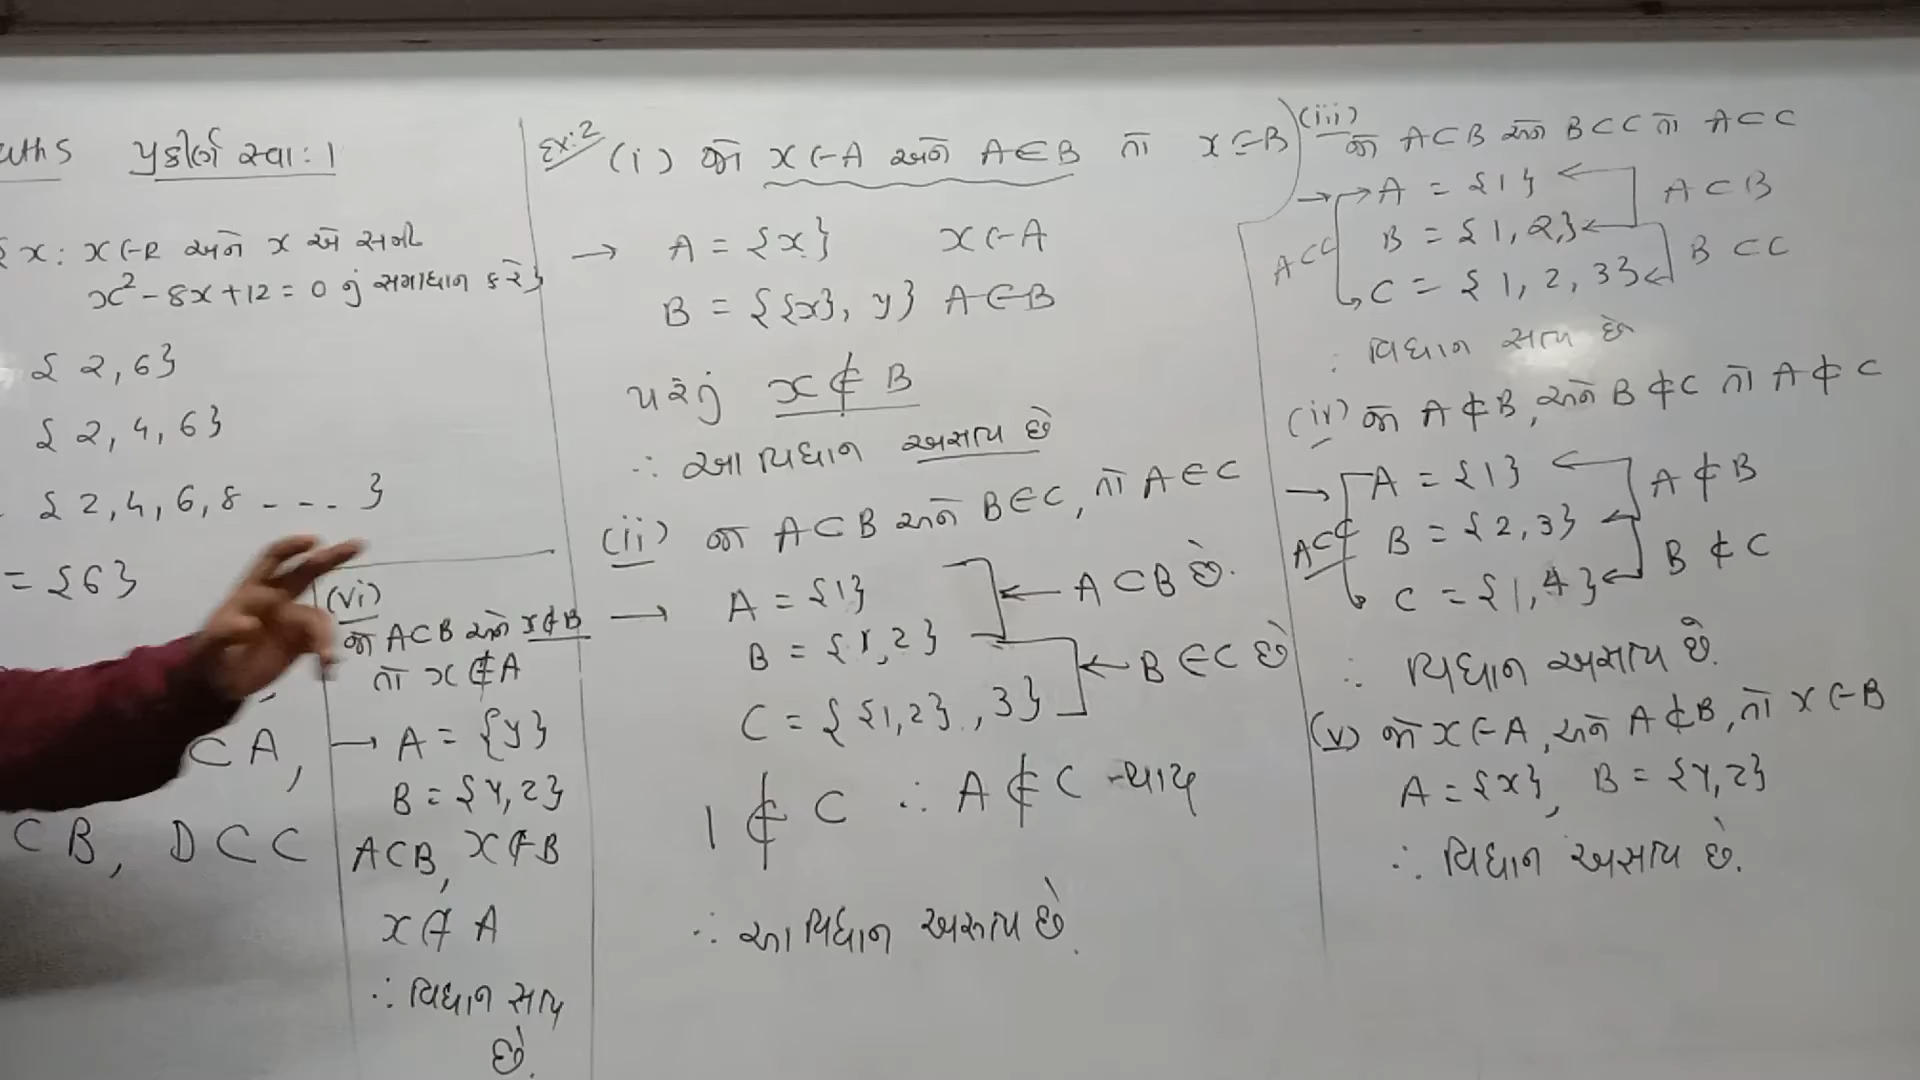 પ્રકીર્ણ સ્વા : 1
x : x ∈ R અને x એ સમી
x² - 8x + 12 = 0 નું સમાધાન કરે }
{ 2, 6 }
{ 2, 4, 6 }
{ 2, 4, 6, 8 - - - }
= { 6 }
⊂ A,
⊂ B, D ⊂ C
(vi)
જો A ⊂ B અને x ∉ B
તો x ∉ A
→ A = { y }
B = { y, z }
A ⊂ B, x ∉ B
x ∉ A
∴ વિધાન સત્ય
છે.
Ex:2 (i) જો x ∈ A અને A ∈ B તો x ∈ B
→ A = { x } x ∈ A
B = { { x }, y } A ∈ B
પરંતુ x ∉ B
∴ આ વિધાન અસત્ય છે
(ii) જો A ⊂ B અને B ∈ C, તો A ∈ C
→ A = { 1 } ← A ⊂ B છે.
B = { 1, 2 }
← B ∈ C છે
C = { { 1, 2 }, 3 }
1 ∉ C ∴ A ∉ C થાય
∴ આ વિધાન અસત્ય છે.
(iii) જો A ⊂ B અને B ⊂ C તો A ⊂ C
→ A = { 1 } A ⊂ B
B = { 1, 2, } B ⊂ C
A ⊂ C
C = { 1, 2, 3 }
∴ વિધાન સત્ય છે
(iv) જો A ⊄ B, અને B ⊄ C તો A ⊄ C
→ A = { 1 } A ⊄ B
B = { 2, 3 } B ⊄ C
C = { 1, 4 }
∴ વિધાન અસત્ય છે.
(v) જો x ∈ A, અને A ⊄ B, તો x ∈ B
A = { x }, B = { y, z }
∴ વિધાન અસત્ય છે.